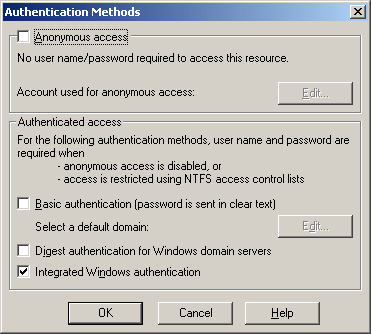 Authentication Methods
Anonymous access
No user name/password required to access this resource.
Account used for anonymous access:
Edit...
Authenticated access
For the following authentication methods, user name and password are
required when
- anonymous access is disabled, or
- access is restricted using NTFS access control lists
Basic authentication (password is sent in clear text)
Select a default domain:
Edit...
Digest authentication for Windows domain servers
Integrated Windows authentication
OK
Cancel
Help